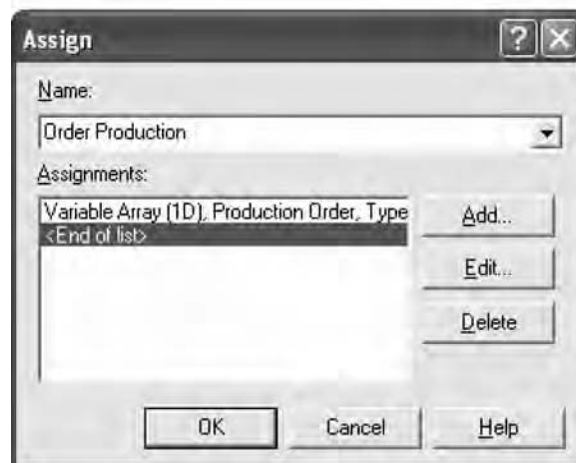 Assign
?
Name:
Order Production
Assignments:
Variable Array (1D), Production Order, Type
<End of list>
Add...
Edit...
Delete
OK
Cancel
Help